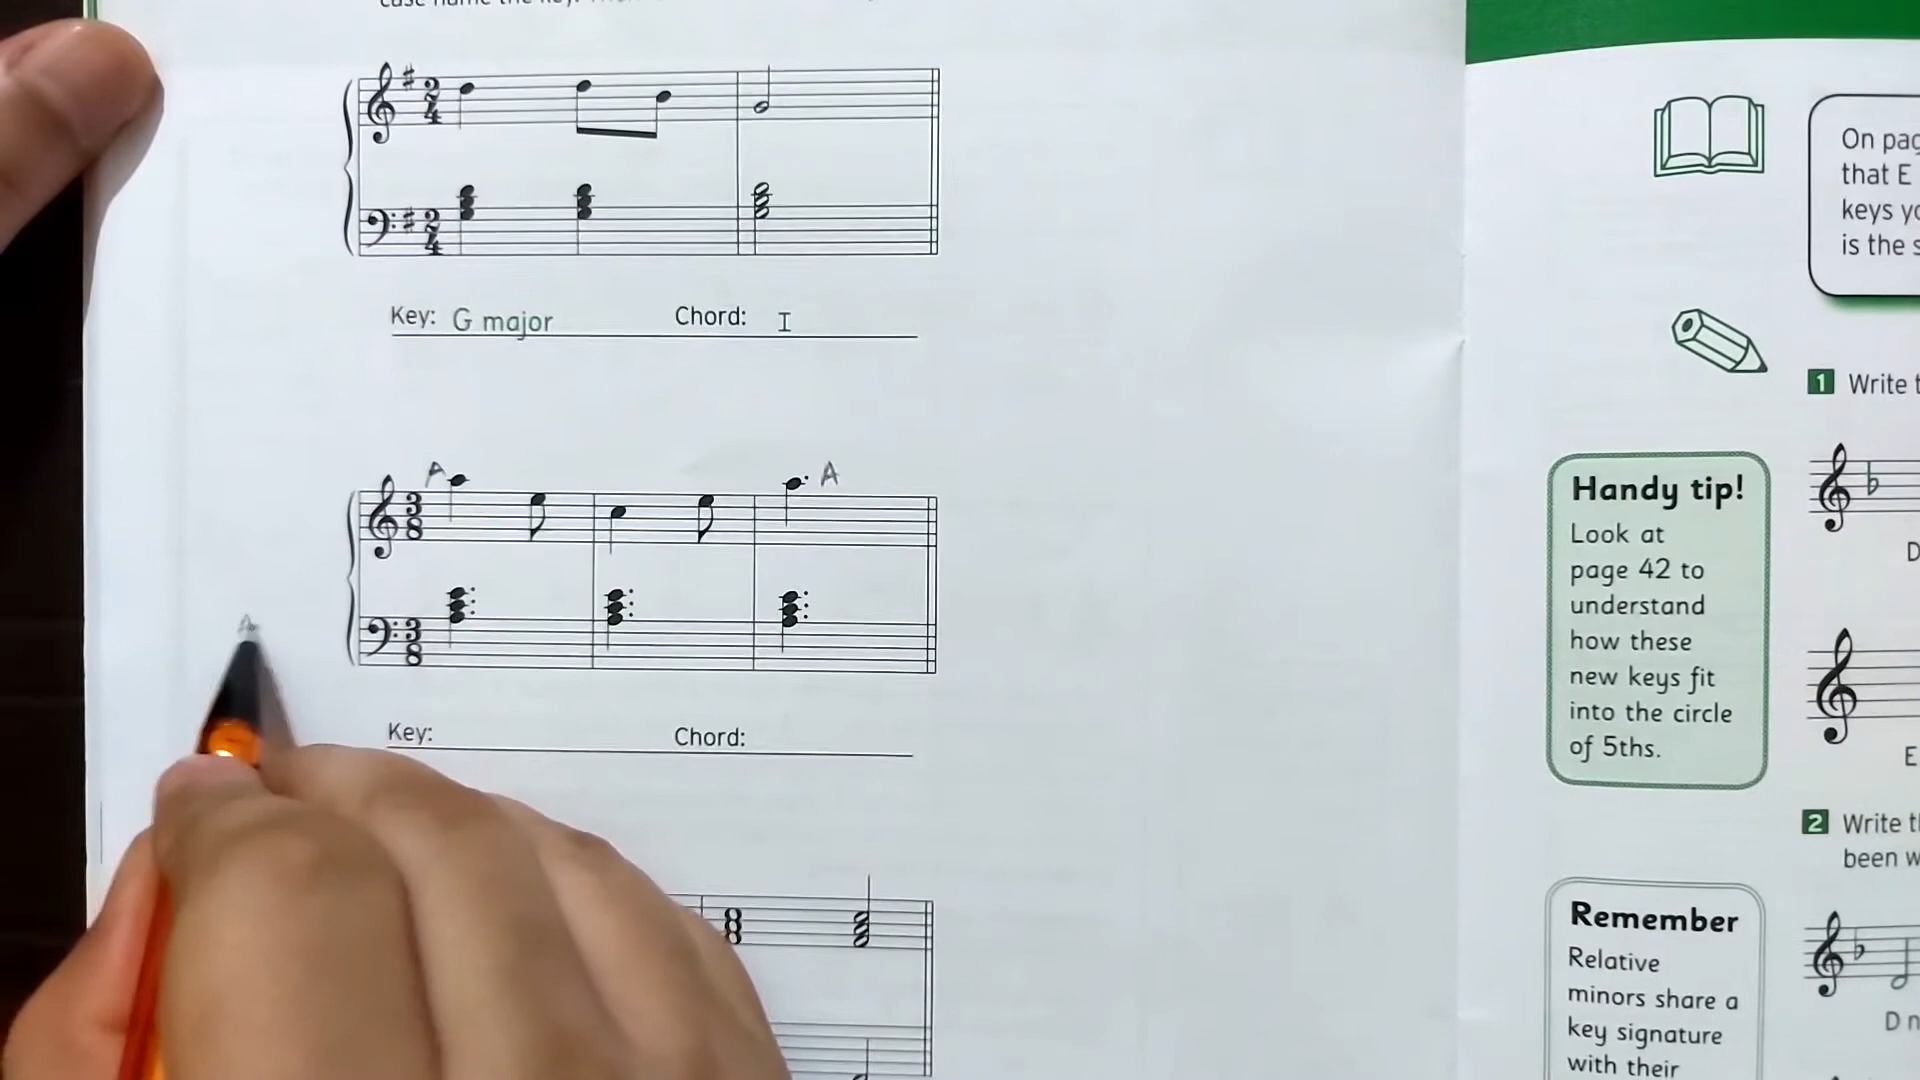 Key: G major Chord: I
A A
A
Key: Chord:
On
that E
keys
is the
1 Write
Handy tip!
Look at
page 42 to
understand
how these
new keys fit
into the circle
of 5ths.
D
E
2 Write
been
Remember
Relative
minors share a
key signature
with their
D